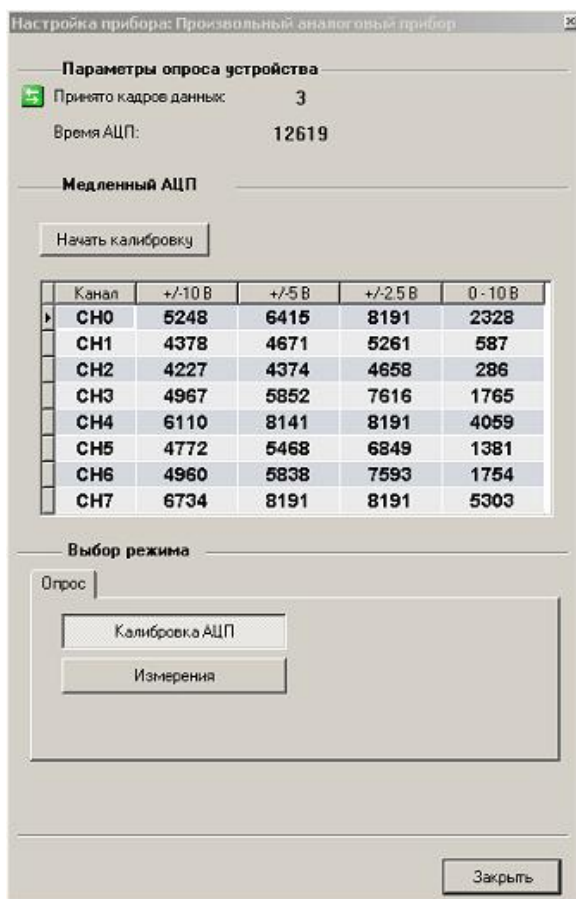 Настройка прибора: Произвольный аналоговый прибор
Параметры опроса устройства
Принято кадров данных: 3
Время АЦП: 12619
Медленный АЦП
Начать калибровку
Канал +/-10 В +/-5 В +/-2.5 В 0 - 10 В
CH0 5248 6415 8191 2328
CH1 4378 4671 5261 587
CH2 4227 4374 4658 286
CH3 4967 5852 7616 1765
CH4 6110 8141 8191 4059
CH5 4772 5468 6849 1381
CH6 4960 5838 7593 1754
CH7 6734 8191 8191 5303
Выбор режима
Опрос
Калибровка АЦП
Измерения
Закрыть